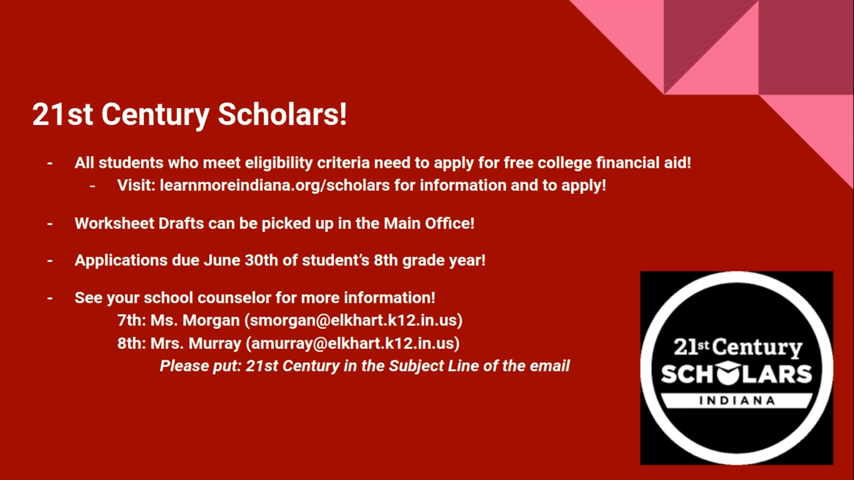 21st Century Scholars!
- All students who meet eligibility criteria need to apply for free college financial aid!
- Visit: learnmoreindiana.org/scholars for information and to apply!
- Worksheet Drafts can be picked up in the Main Office!
- Applications due June 30th of student's 8th grade year!
- See your school counselor for more information!
7th: Ms. Morgan (smorgan@elkhart.k12.in.us)
8th: Mrs. Murray (amurray@elkhart.k12.in.us)
Please put: 21st Century in the Subject Line of the email
21st Century
SCHOLARS
INDIANA